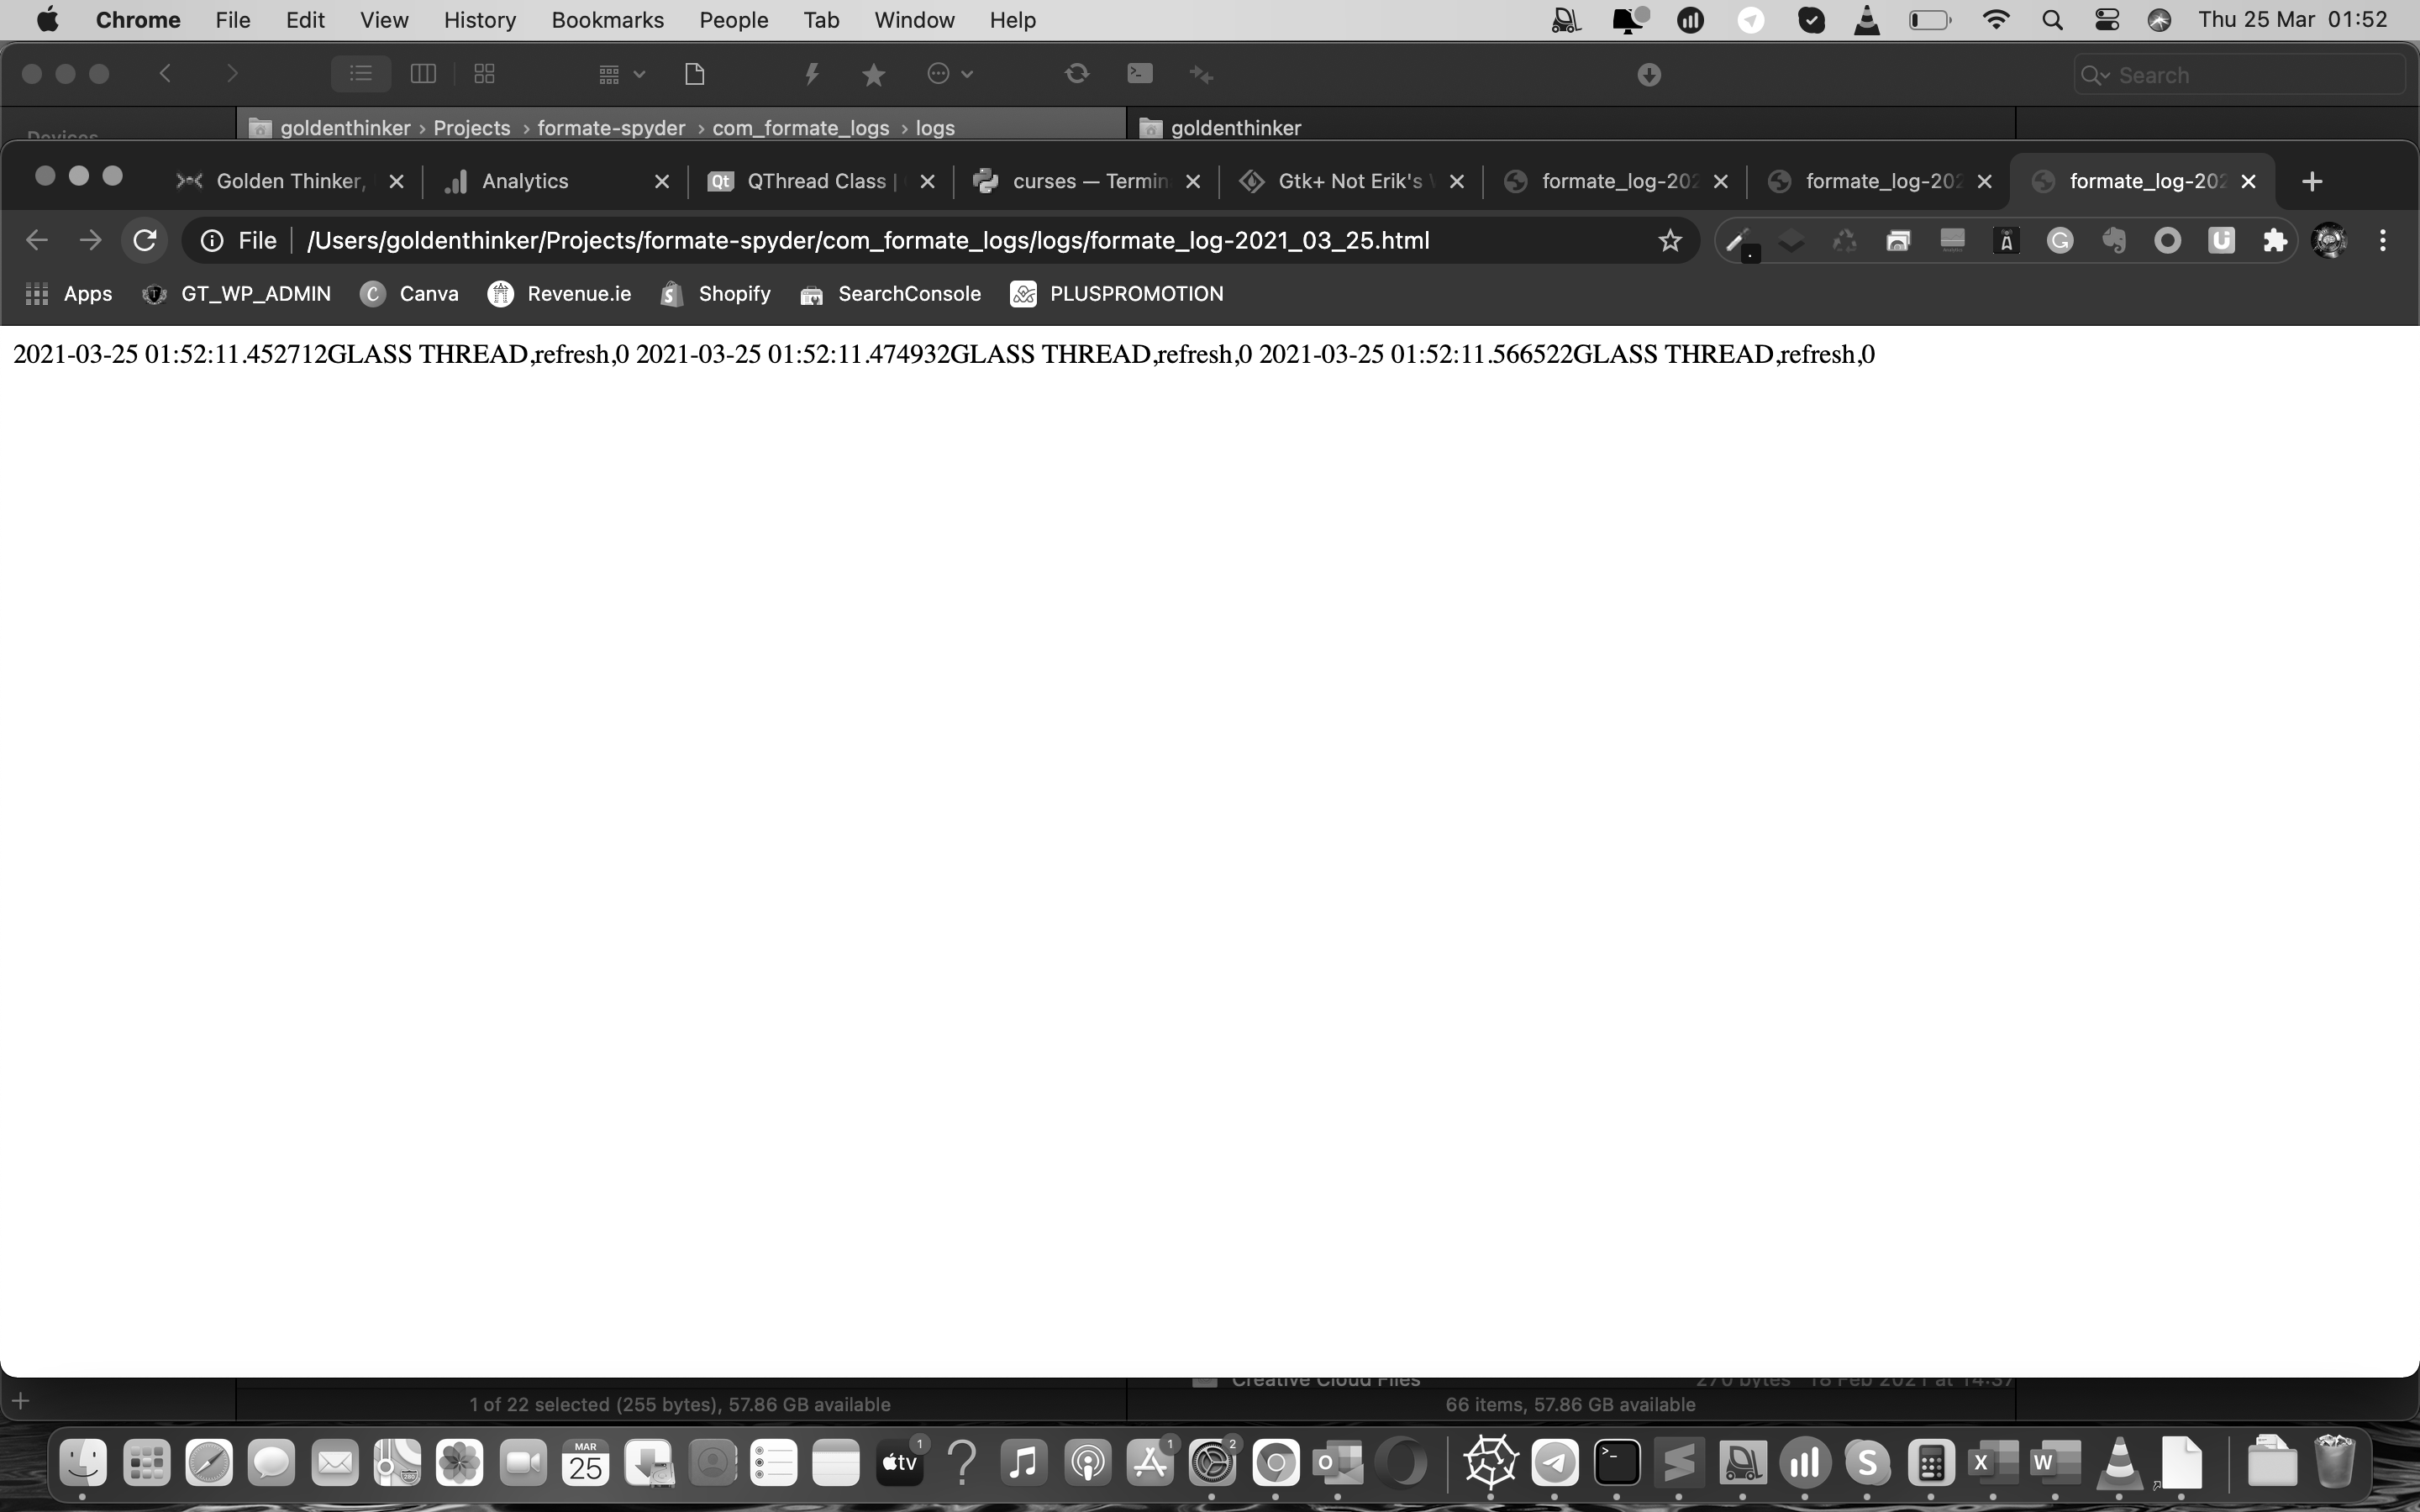 Chrome File Edit View History Bookmarks People Tab Window Help Thu 25 Mar 01:52
Search
goldenthinker › Projects › formate-spyder › com_formate_logs › logs goldenthinker
Golden Thinker, Analytics Qt QThread Class | curses — Termin Gtk+ Not Erik's formate_log-202 formate_log-202 formate_log-202
File /Users/goldenthinker/Projects/formate-spyder/com_formate_logs/logs/formate_log-2021_03_25.html
Apps GT_WP_ADMIN Canva Revenue.ie Shopify SearchConsole PLUSPROMOTION
2021-03-25 01:52:11.452712GLASS THREAD,refresh,0 2021-03-25 01:52:11.474932GLASS THREAD,refresh,0 2021-03-25 01:52:11.566522GLASS THREAD,refresh,0
Creative Cloud Files 270 bytes 18 Feb 2021 at 14:37
1 of 22 selected (255 bytes), 57.86 GB available 66 items, 57.86 GB available
MAR
25
tv 1 1 2